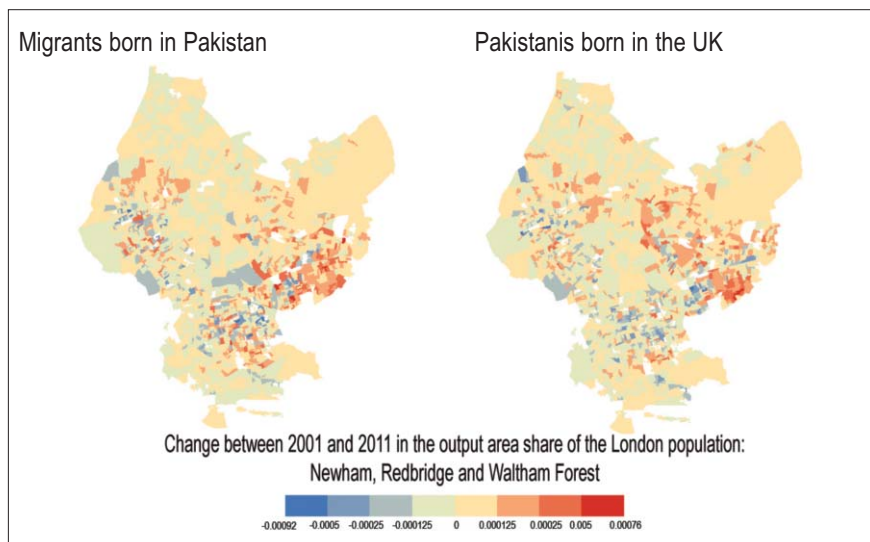 Migrants born in Pakistan
Pakistanis born in the UK
Change between 2001 and 2011 in the output area share of the London population:
Newham, Redbridge and Waltham Forest
-0.00092 -0.0005 -0.00025 -0.000125 0 0.000125 0.00025 0.005 0.00076